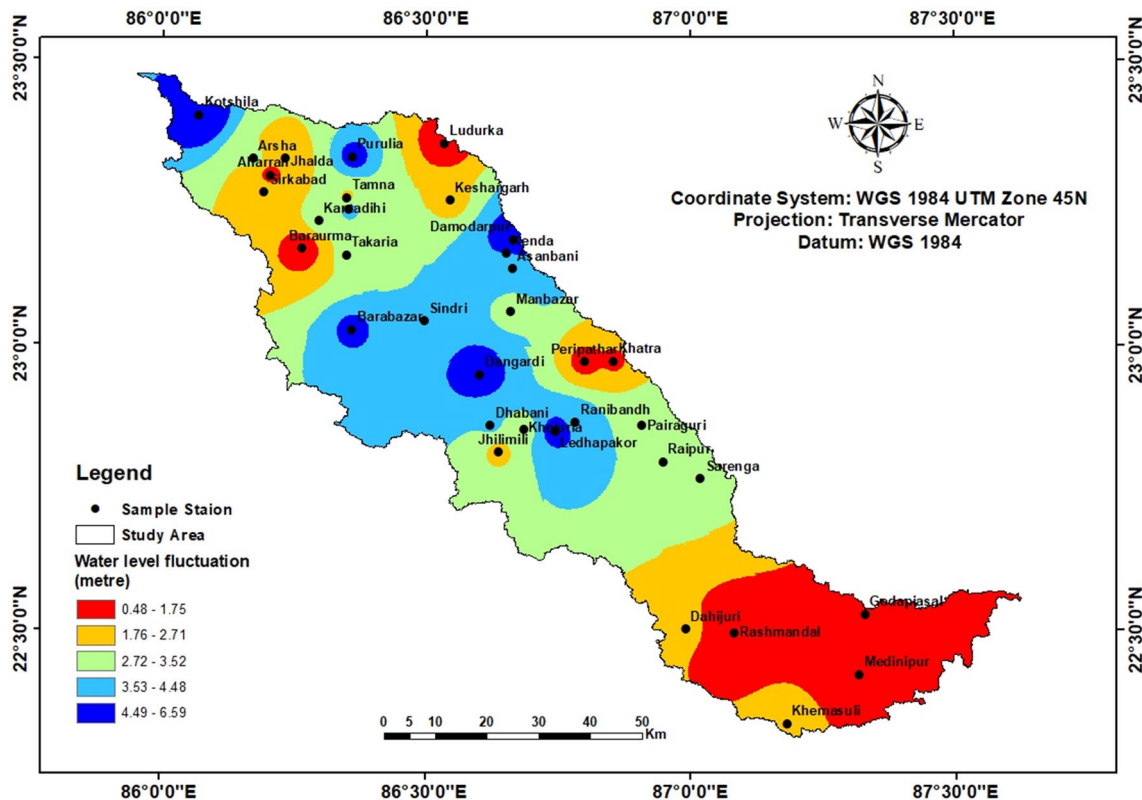 86°0'0"E 86°30'0"E 87°0'0"E 87°30'0"E
23°30'0"N 23°30'0"N
N
W E
S
Coordinate System: WGS 1984 UTM Zone 45N
Projection: Transverse Mercator
Datum: WGS 1984
Kotshila
Ludurka
Arsha
Purulia
Jhalda
Sirkabad
Tamna
Keshargarh
Damodarpur
Baraurma
Takaria
Asanbani
Manbazar
Barabazar
Sindri
23°0'0"N 23°0'0"N
Peripathar
Khatra
Dangardi
Dhabani
Ranibandh
Pairaguri
Jhilimili
Ledhapakor
Raipur
Sarenga
Legend
Sample Staion
Study Area
Water level fluctuation
(metre)
0.48 - 1.75
1.76 - 2.71
2.72 - 3.52
3.53 - 4.48
4.49 - 6.59
22°30'0"N 22°30'0"N
Godapiasal
Dahijuri
Rashmandal
Medinipur
Khemasuli
0 5 10 20 30 40 50
Km
86°0'0"E 86°30'0"E 87°0'0"E 87°30'0"E